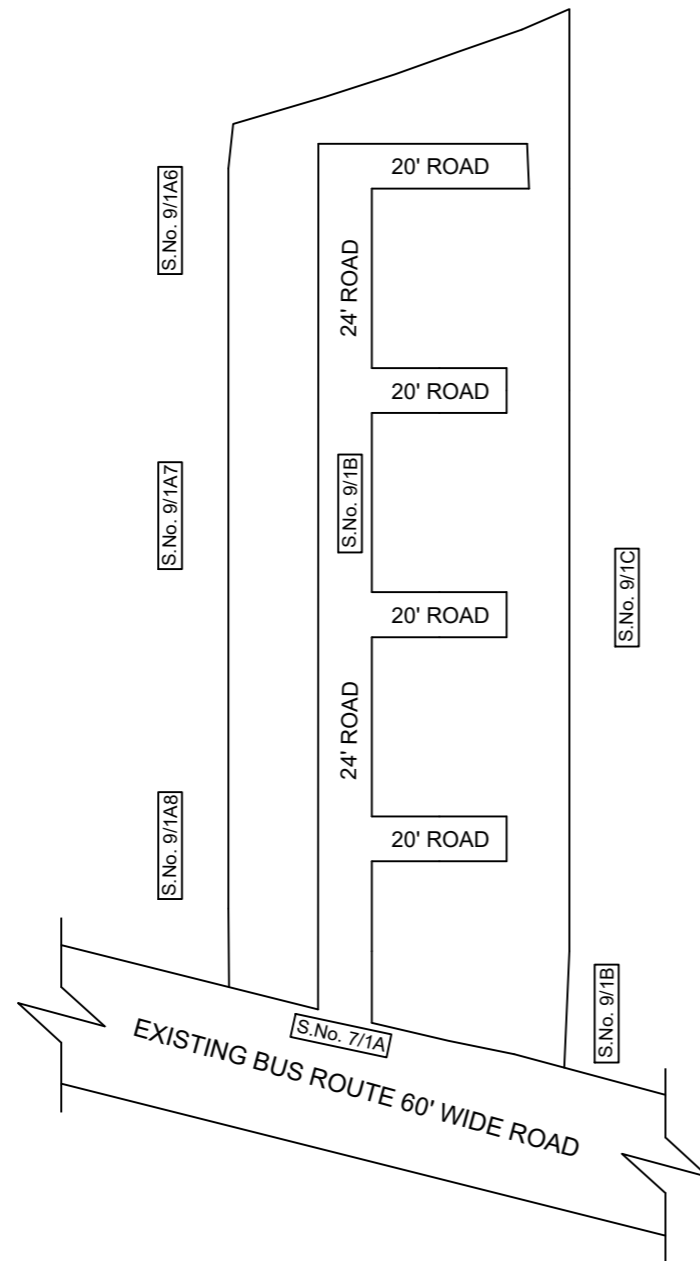 20' ROAD
S.No. 9/1A6
24' ROAD
20' ROAD
S.No. 9/1B
S.No. 9/1A7
S.No. 9/1C
20' ROAD
24' ROAD
20' ROAD
S.No. 9/1A8
S.No. 9/1B
S.No. 7/1A
EXISTING BUS ROUTE 60' WIDE ROAD